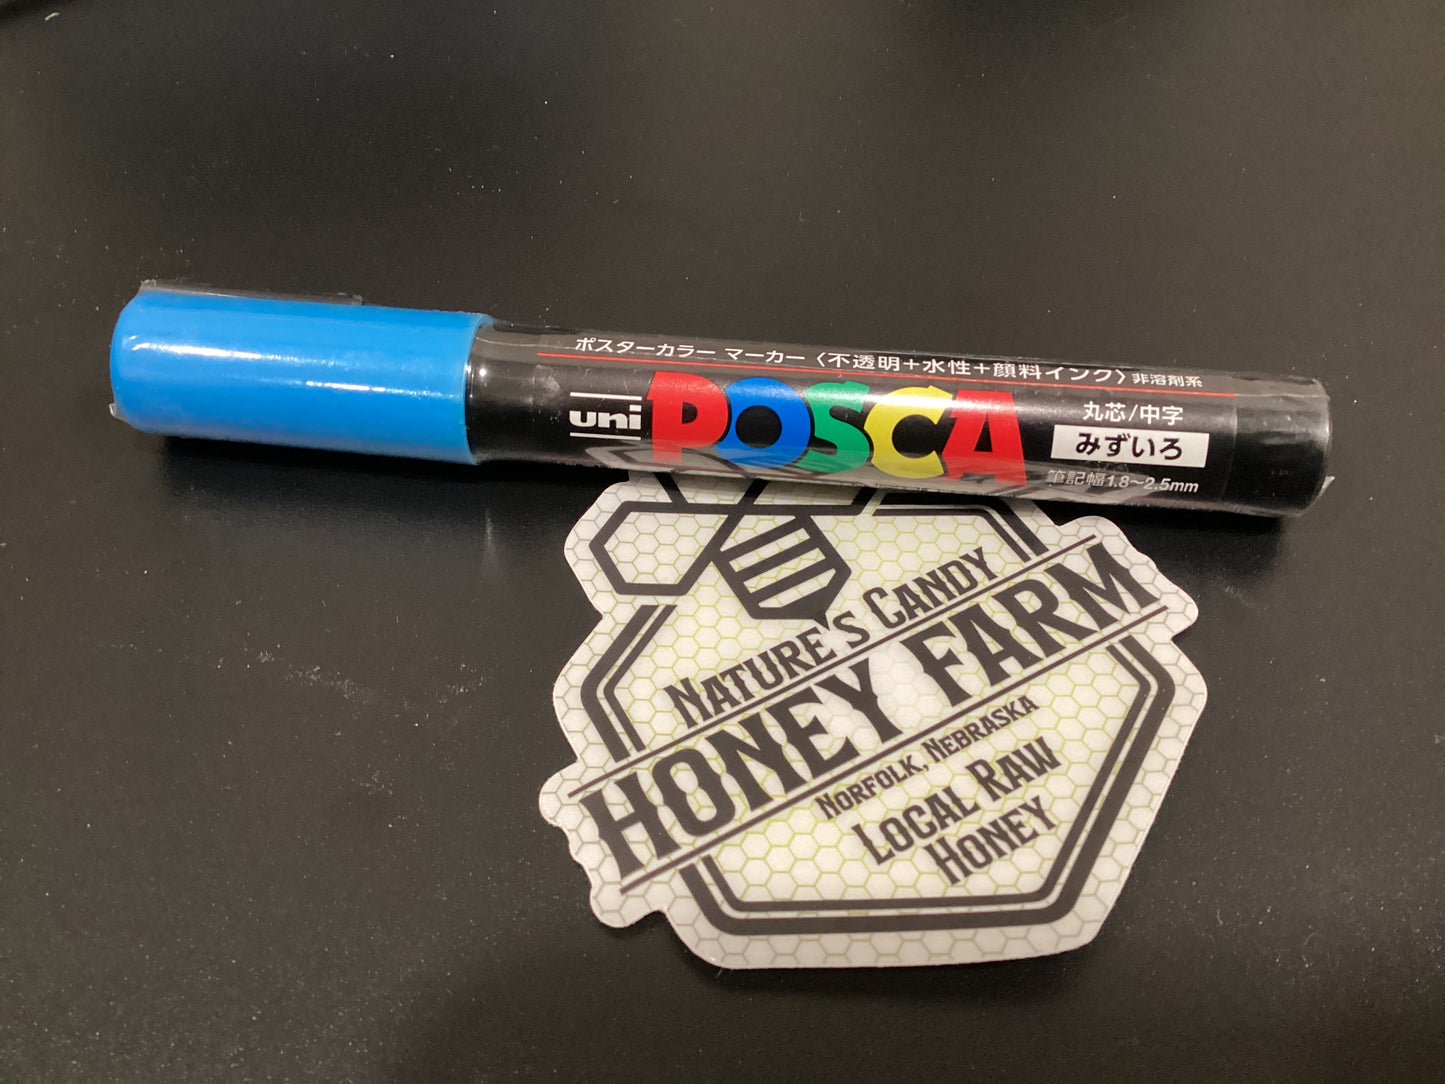 ポスターカラー マーカー〈不透明+水性+顔料インク〉非溶剤系
uni POSCA
丸芯/中字
みずいろ
筆記幅1.8~2.5mm
NATURE'S CANDY
HONEY FARM
NORFOLK, NEBRASKA
LOCAL RAW
HONEY